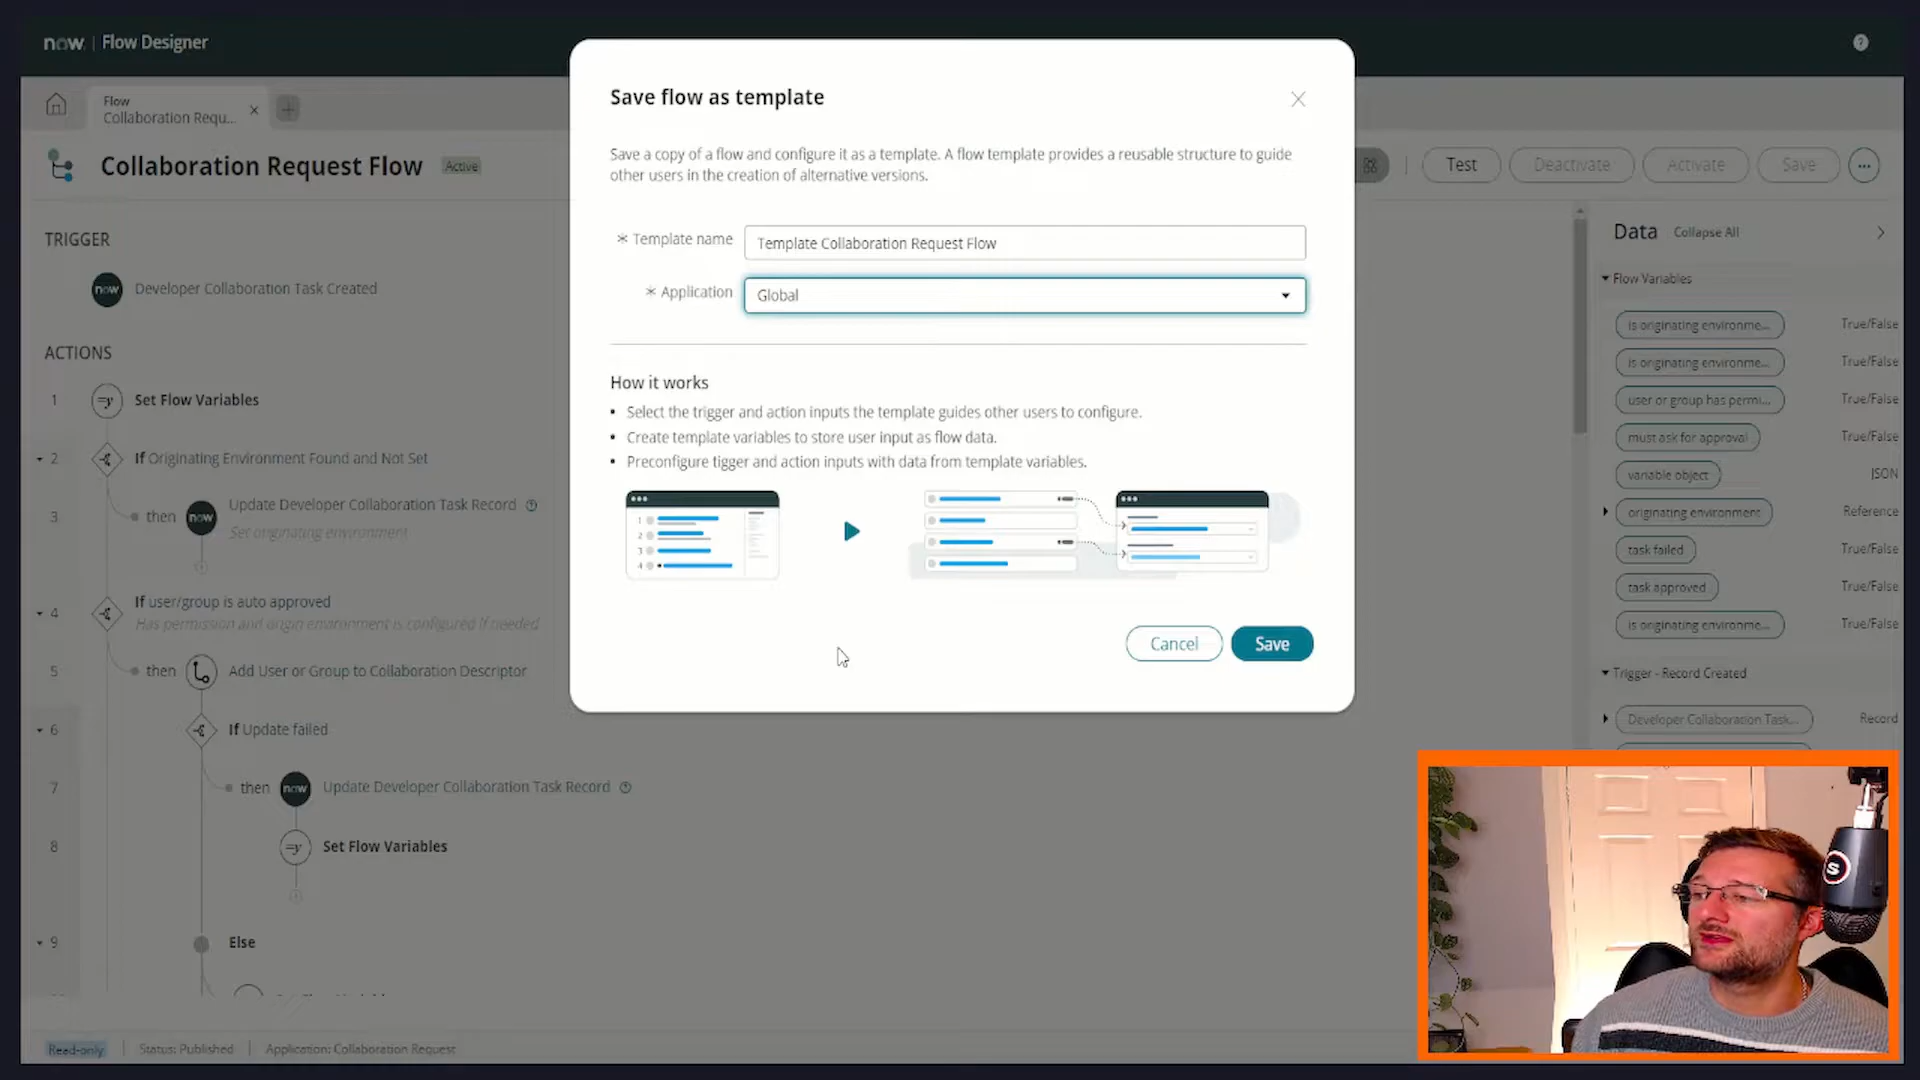 now. | Flow Designer
?
Flow
Collaboration Requ...
Collaboration Request Flow
Active
Test
Deactivate
Activate
Save
TRIGGER
now
Developer Collaboration Task Created
ACTIONS
1
Set Flow Variables
2
If Originating Environment Found and Not Set
3
then
now
Update Developer Collaboration Task Record
Set originating environment
4
If user/group is auto approved
Has permission and origin environment is configured if needed
5
then
Add User or Group to Collaboration Descriptor
6
If Update failed
7
then
now
Update Developer Collaboration Task Record
8
Set Flow Variables
9
Else
Read-only
Status: Published
Application: Collaboration Request
Save flow as template
Save a copy of a flow and configure it as a template. A flow template provides a reusable structure to guide
other users in the creation of alternative versions.
* Template name
Template Collaboration Request Flow
* Application
Global
How it works
• Select the trigger and action inputs the template guides other users to configure.
• Create template variables to store user input as flow data.
• Preconfigure tigger and action inputs with data from template variables.
1
2
3
4
Cancel
Save
Data
Collapse All
Flow Variables
is originating environme...
True/False
is originating environme...
True/False
user or group has permi...
True/False
must ask for approval
True/False
variable object
JSON
originating environment
Reference
task failed
True/False
task approved
True/False
is originating environme...
True/False
Trigger - Record Created
Developer Collaboration Task...
Record
S